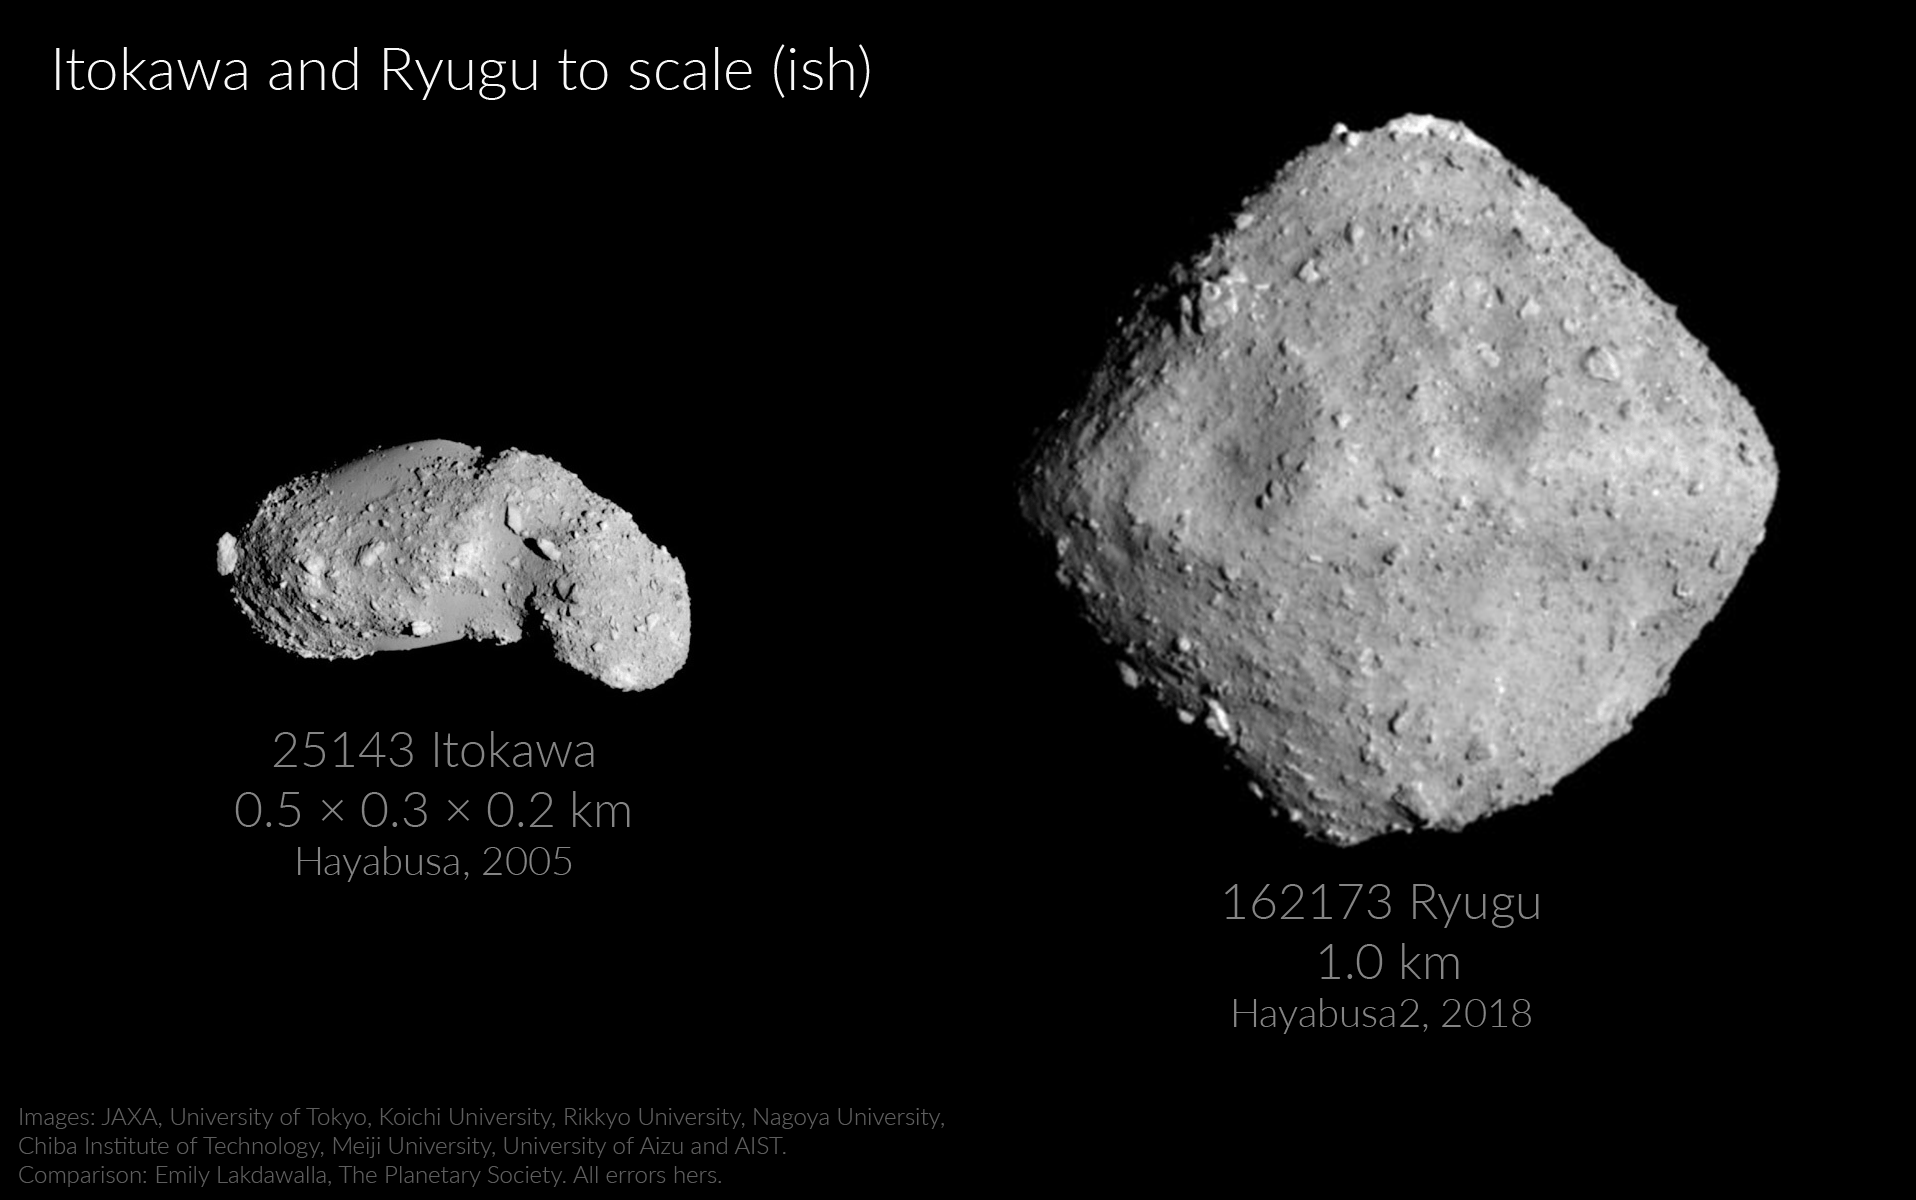 Itokawa and Ryugu to scale (ish)
25143 Itokawa
0.5 × 0.3 × 0.2 km
Hayabusa, 2005
162173 Ryugu
1.0 km
Hayabusa2, 2018
Images: JAXA, University of Tokyo, Koichi University, Rikkyo University, Nagoya University,
Chiba Institute of Technology, Meiji University, University of Aizu and AIST.
Comparison: Emily Lakdawalla, The Planetary Society. All errors hers.